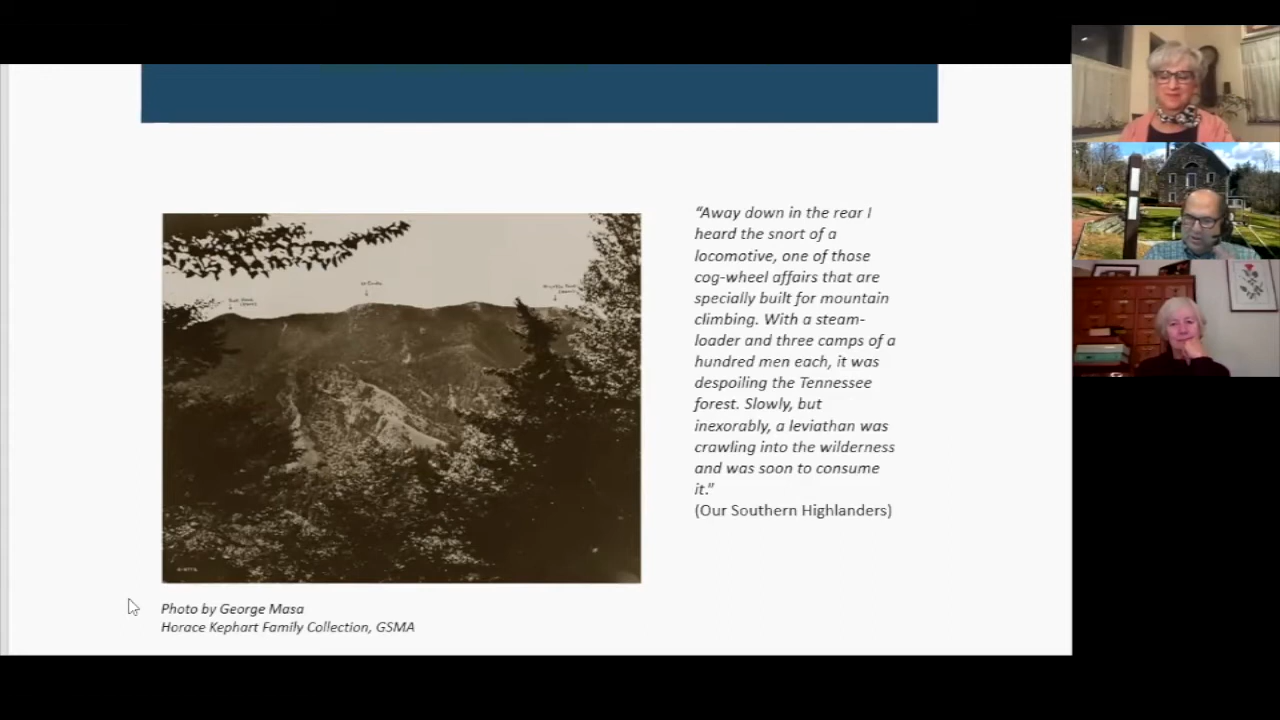 “Away down in the rear I
heard the snort of a
locomotive, one of those
cog-wheel affairs that are
specially built for mountain
climbing. With a steam-
loader and three camps of a
hundred men each, it was
despoiling the Tennessee
forest. Slowly, but
inexorably, a leviathan was
crawling into the wilderness
and was soon to consume
it.”
(Our Southern Highlanders)
Photo by George Masa
Horace Kephart Family Collection, GSMA